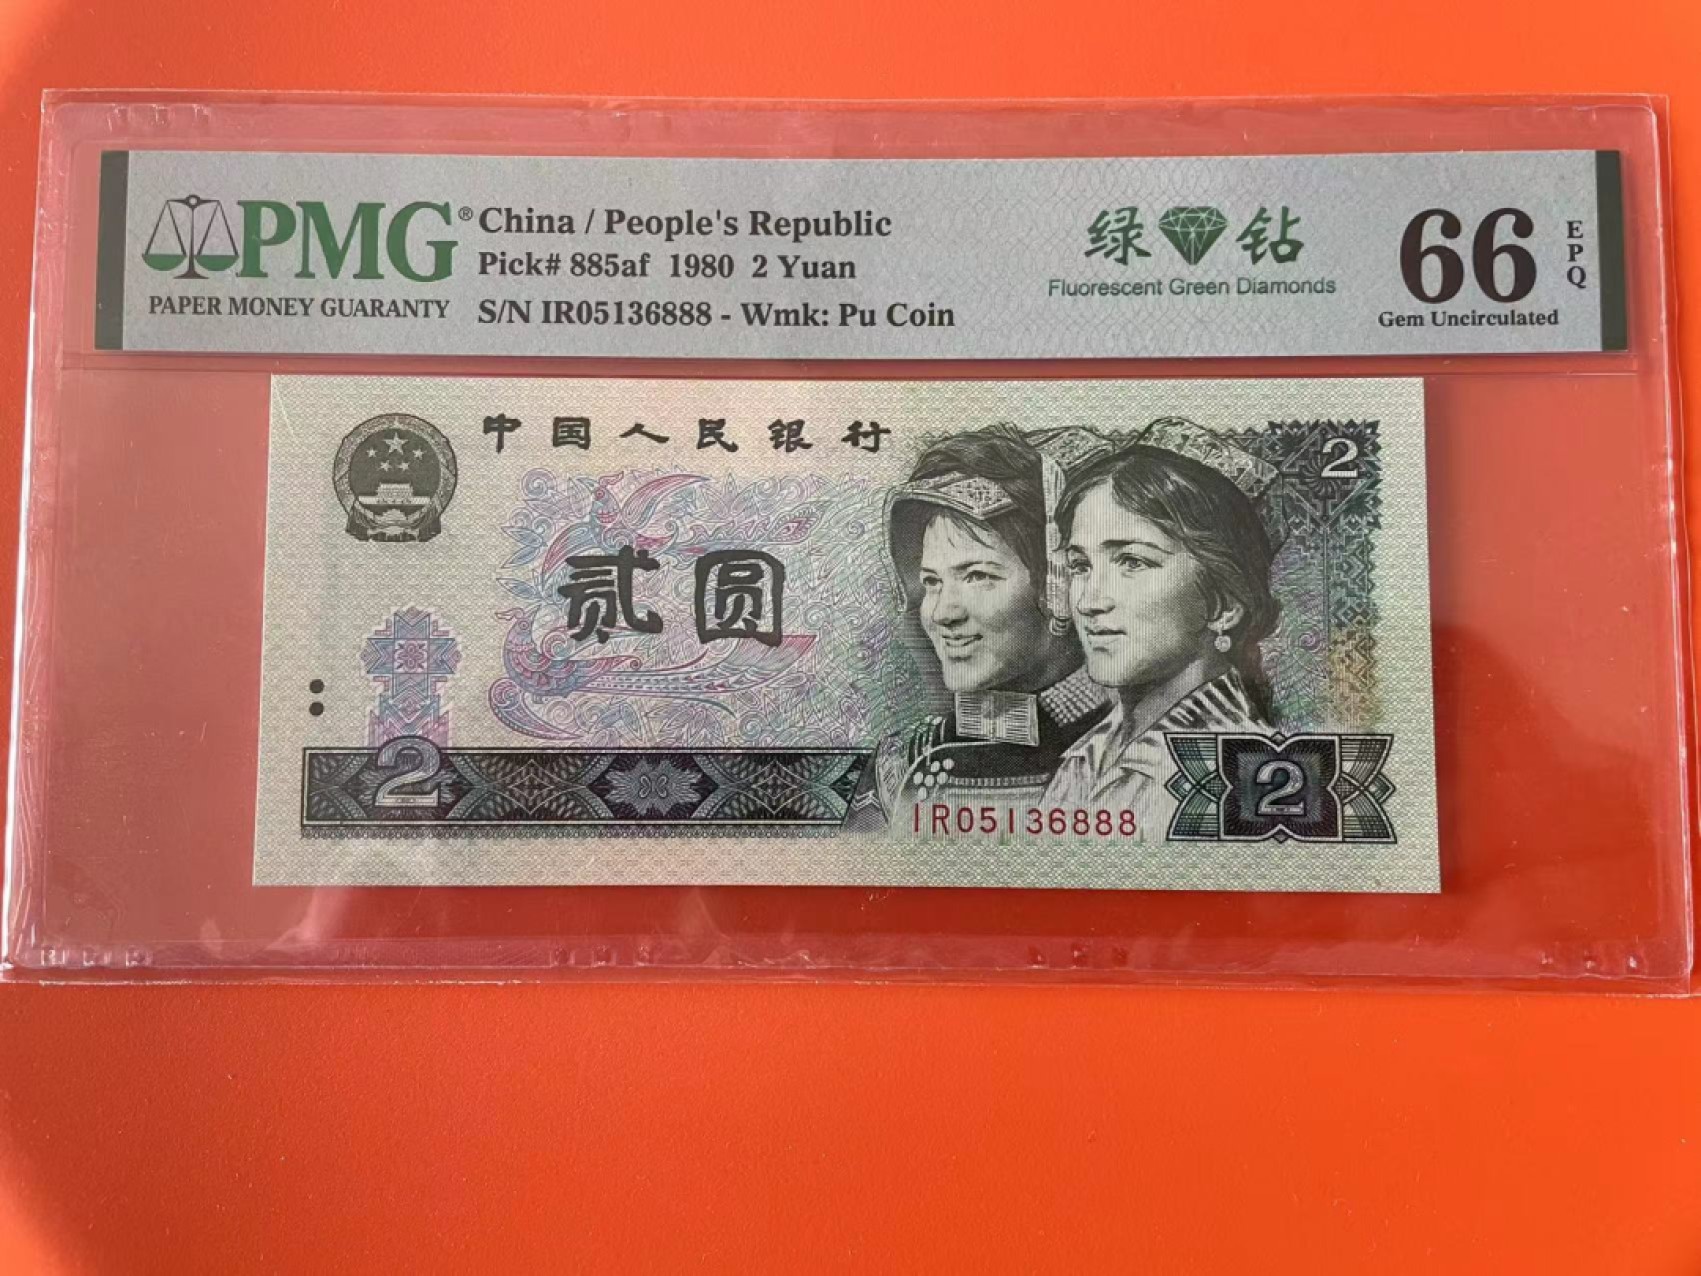 PMG®
PAPER MONEY GUARANTY
China / People's Republic
Pick# 885af 1980 2 Yuan
S/N IR05136888 - Wmk: Pu Coin
绿 钻
Fluorescent Green Diamonds
66
EPQ
Gem Uncirculated
中国人民银行
2
贰圆
2
2
IR05136888